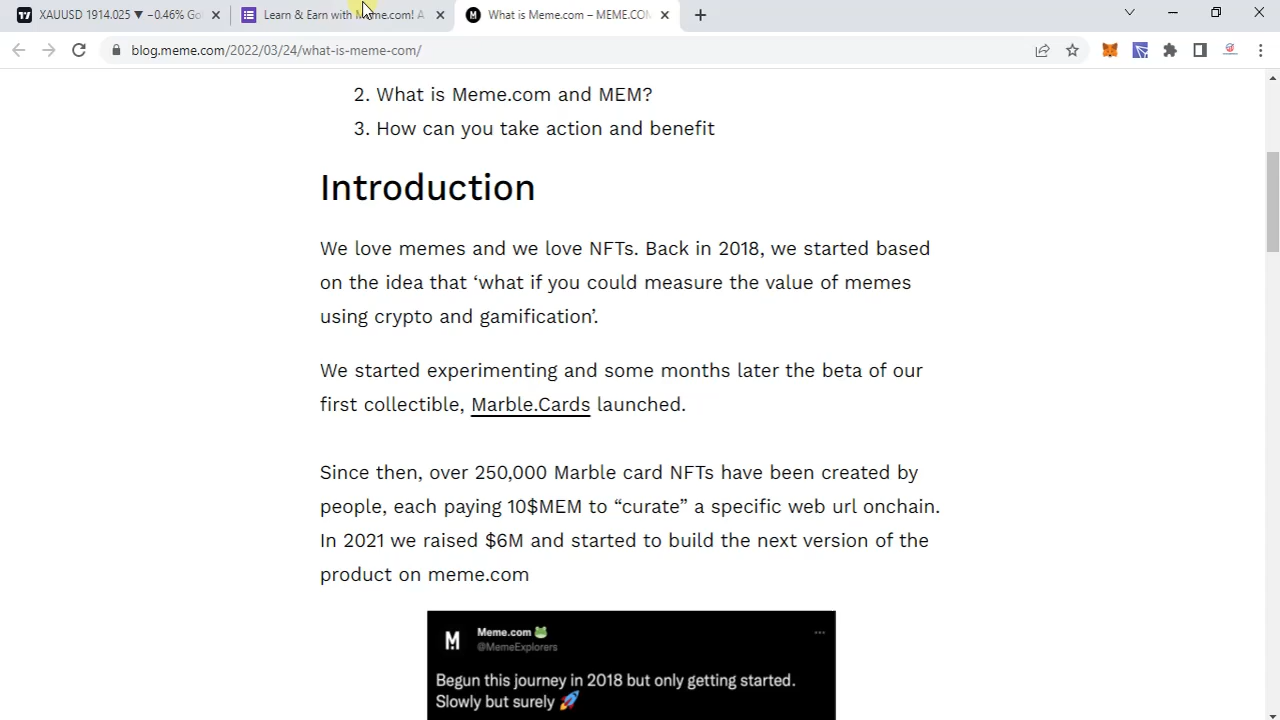 XAUUSD 1914.025 ▼ −0.46% Go
Learn & Earn with Meme.com! A
What is Meme.com – MEME.COM
blog.meme.com/2022/03/24/what-is-meme-com/
2. What is Meme.com and MEM?
3. How can you take action and benefit
Introduction
We love memes and we love NFTs. Back in 2018, we started based
on the idea that ‘what if you could measure the value of memes
using crypto and gamification’.
We started experimenting and some months later the beta of our
first collectible, Marble.Cards launched.
Since then, over 250,000 Marble card NFTs have been created by
people, each paying 10$MEM to “curate” a specific web url onchain.
In 2021 we raised $6M and started to build the next version of the
product on meme.com
M
Meme.com 🐸
@MemeExplorers
Begun this journey in 2018 but only getting started.
Slowly but surely 🚀